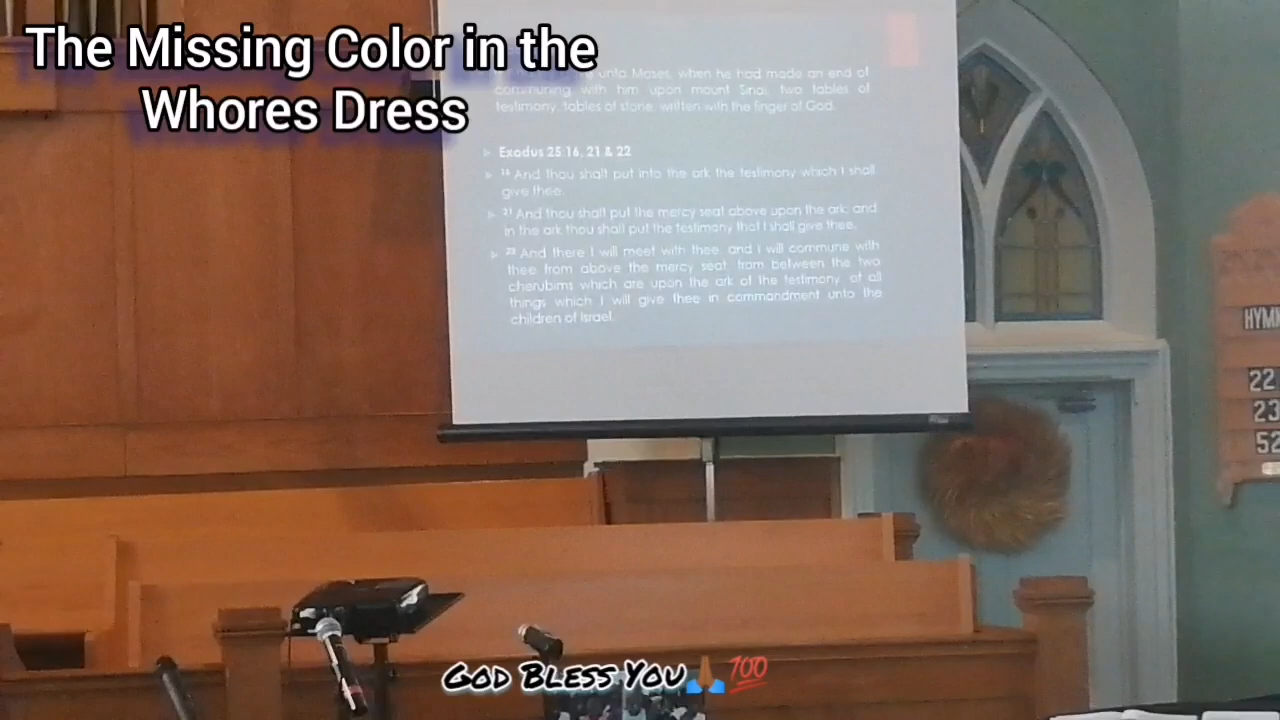 The Missing Color in the
Whores Dress
unto Moses, when he had made an end of
communing with him upon mount Sinai, two tables of
testimony, tables of stone, written with the finger of God.
Exodus 25:16, 21 & 22
16 And thou shalt put into the ark the testimony which I shall
give thee.
21 And thou shalt put the mercy seat above upon the ark; and
in the ark thou shalt put the testimony that I shall give thee.
22 And there I will meet with thee, and I will commune with
thee from above the mercy seat, from between the two
cherubims which are upon the ark of the testimony, of all
things which I will give thee in commandment unto the
children of Israel.
HYMN
22
23
52
GOD BLESS YOU🙏🏾💯